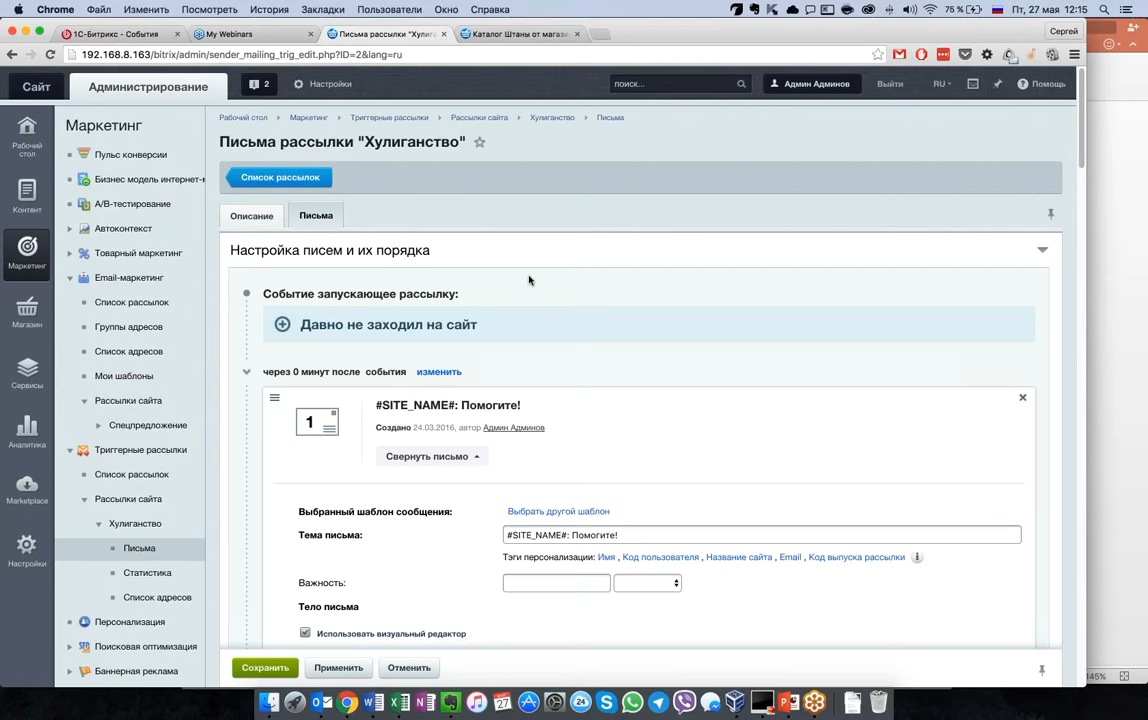 Chrome Файл Изменить Посмотреть История Закладки Пользователи Окно Справка 75 % Пт, 27 мая 12:15
1С-Битрикс - События × My Webinars × Письма рассылки "Хулига × Каталог Штаны от магази ×
Сергей
192.168.8.163/bitrix/admin/sender_mailing_trig_edit.php?ID=2&lang=ru
Сайт Администрирование 2 Настройки поиск... Админ Админов Выйти RU Помощь
Рабочий стол
Контент
Маркетинг
Магазин
Сервисы
Аналитика
Marketplace
Настройки
Маркетинг
Пульс конверсии
Бизнес модель интернет-м
A/B-тестирование
Автоконтекст
Товарный маркетинг
Email-маркетинг
Список рассылок
Группы адресов
Список адресов
Мои шаблоны
Рассылки сайта
Спецпредложение
Триггерные рассылки
Список рассылок
Рассылки сайта
Хулиганство
Письма
Статистика
Список адресов
Персонализация
Поисковая оптимизация
Баннерная реклама
Рабочий стол Маркетинг Триггерные рассылки Рассылки сайта Хулиганство Письма
Письма рассылки "Хулиганство"
Список рассылок
Описание Письма
Настройка писем и их порядка
Событие запускающее рассылку:
Давно не заходил на сайт
через 0 минут после события изменить
1
#SITE_NAME#: Помогите!
Создано 24.03.2016, автор Админ Админов
Свернуть письмо
Выбранный шаблон сообщения: Выбрать другой шаблон
Тема письма: #SITE_NAME#: Помогите!
Тэги персонализации: Имя , Код пользователя , Название сайта , Email , Код выпуска рассылки
Важность:
Тело письма
Использовать визуальный редактор
Сохранить Применить Отменить
145%